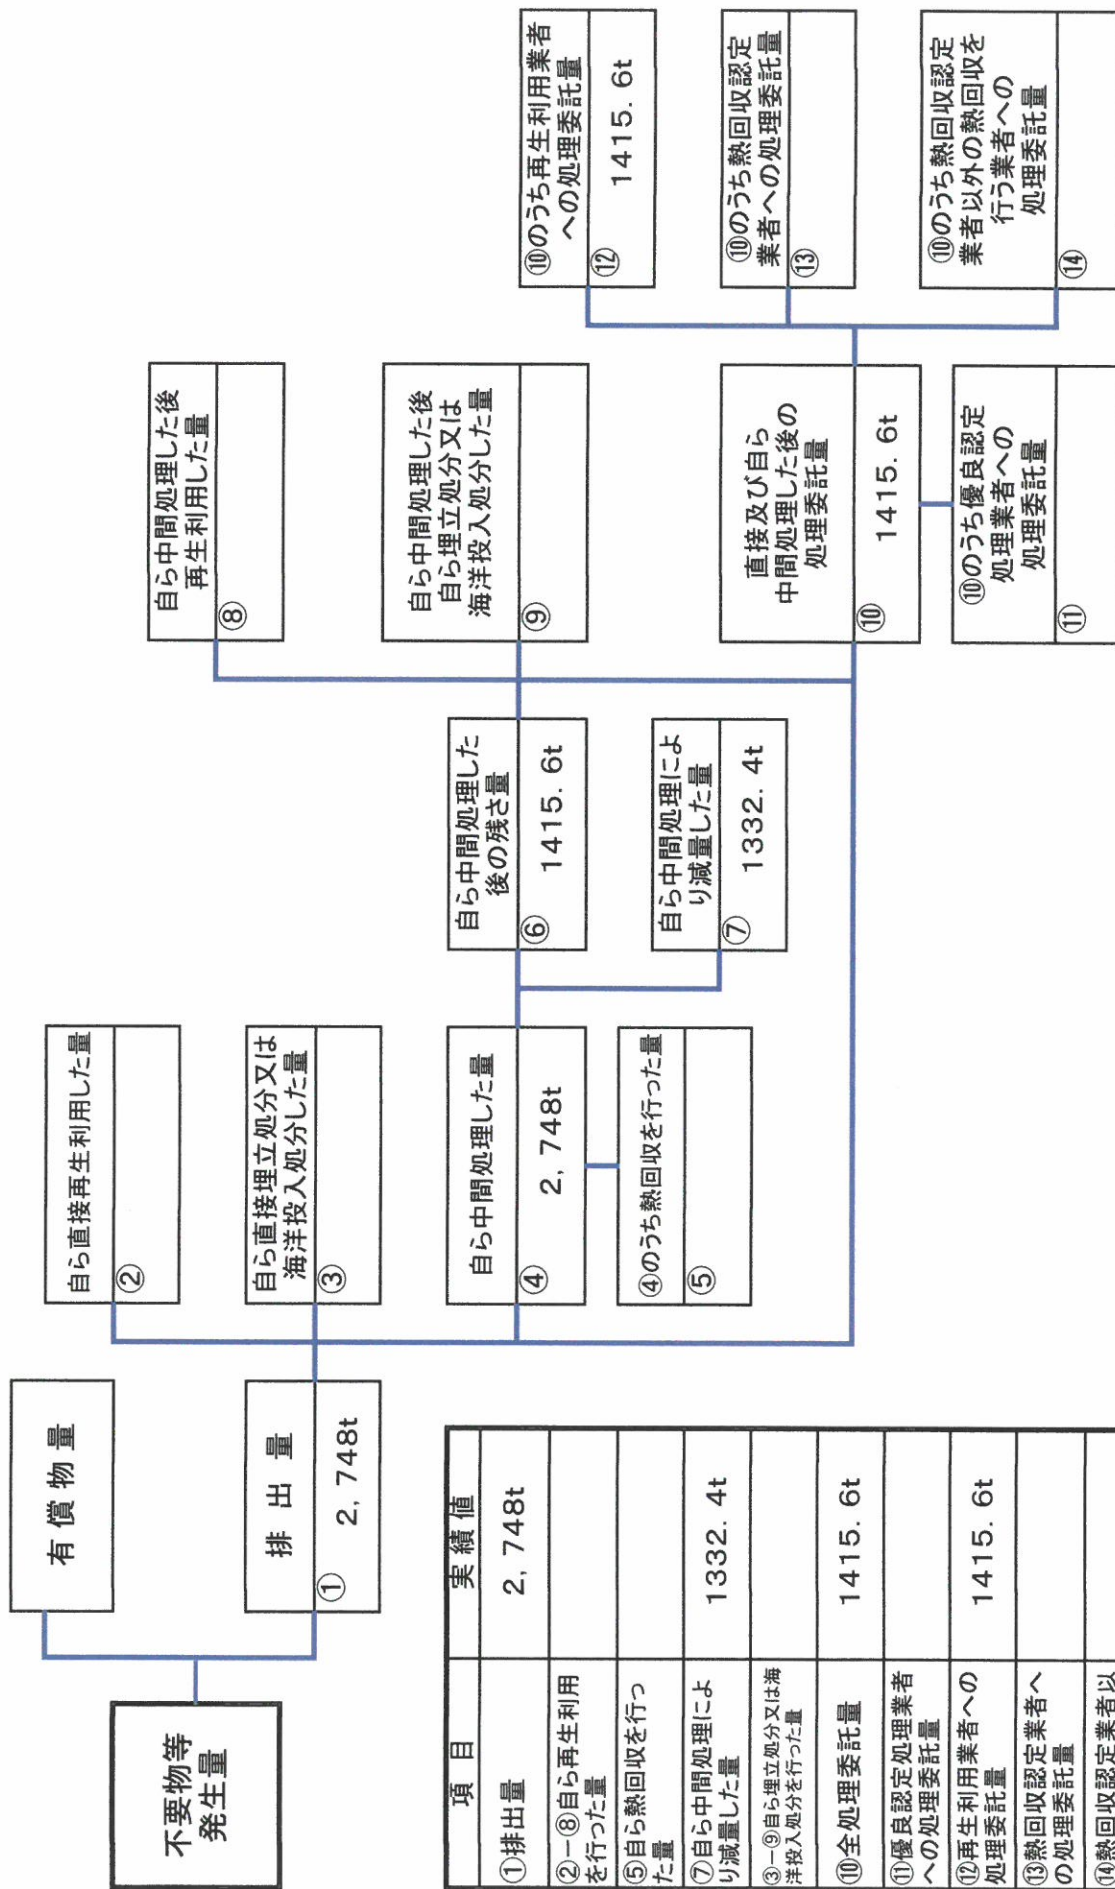 不要物等
発生量
有償物量
排出量
①
2, 748t
自ら直接再生利用した量
②
自ら直接埋立処分又は
海洋投入処分した量
③
自ら中間処理した量
④
2, 748t
④のうち熱回収を行った量
⑤
自ら中間処理した
後の残さ量
⑥
1415. 6t
自ら中間処理によ
り減量した量
⑦
1332. 4t
自ら中間処理した後
再生利用した量
⑧
自ら中間処理した後
自ら埋立処分又は
海洋投入処分した量
⑨
直接及び自ら
中間処理した後の
処理委託量
⑩
1415. 6t
⑩のうち優良認定
処理業者への
処理委託量
⑪
⑩のうち再生利用業者
への処理委託量
⑫
1415. 6t
⑩のうち熱回収認定
業者への処理委託量
⑬
⑩のうち熱回収認定
業者以外の熱回収を
行う業者への
処理委託量
⑭
項目
実績値
①排出量
2, 748t
②－⑧自ら再生利用
を行った量
⑤自ら熱回収を行っ
た量
⑦自ら中間処理によ
り減量した量
1332. 4t
③－⑨自ら埋立処分又は海
洋投入処分を行った量
⑩全処理委託量
1415. 6t
⑪優良認定処理業者
への処理委託量
⑫再生利用業者への
処理委託量
1415. 6t
⑬熱回収認定業者へ
の処理委託量
⑭熱回収認定業者以